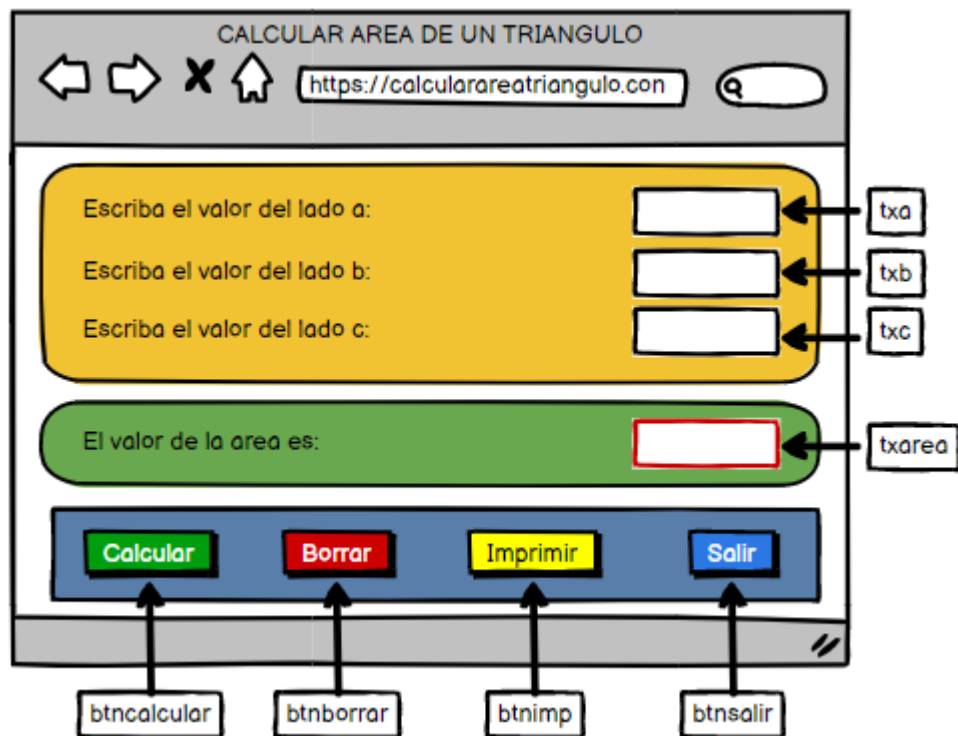 CALCULAR AREA DE UN TRIANGULO
https://calcularareatriangulo.con
Escriba el valor del lado a:
txa
Escriba el valor del lado b:
txb
Escriba el valor del lado c:
txc
El valor de la area es:
txarea
Calcular Borrar Imprimir Salir
btncalcular btnborrar btnimp btnsalir